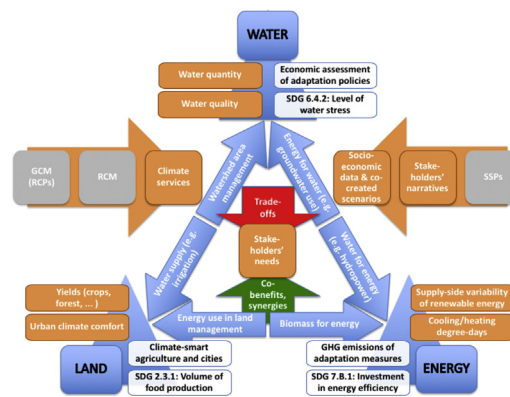 WATER
Water quantity
Economic assessment
of adaptation policies
Water quality
SDG 6.4.2: Level of
water stress
Watershed area
management
Energy for water (e.g.
groundwater use)
GCM
(RCPs)
RCM
Climate
services
Socio-
economic
data & co-
created
scenarios
Stake-
holders'
narratives
SSPs
Trade-
offs
Stake-
holders'
needs
Co-
benefits,
synergies
Water supply (e.g.
irrigation)
Water for energy
(e.g. hydropower)
Yields (crops,
forest, ... )
Urban climate comfort
Energy use in land
management
Biomass for energy
Supply-side variability
of renewable energy
Cooling/heating
degree-days
LAND
Climate-smart
agriculture and cities
SDG 2.3.1: Volume of
food production
GHG emissions of
adaptation measures
SDG 7.B.1: Investment
in energy efficiency
ENERGY